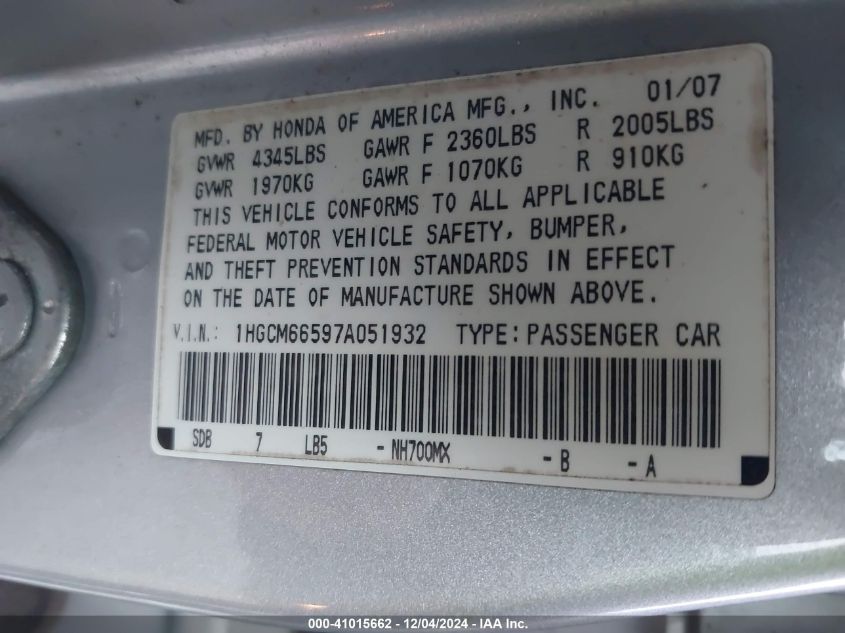 MFD. BY HONDA OF AMERICA MFG., INC. 01/07
GVWR 4345LBS GAWR F 2360LBS R 2005LBS
GVWR 1970KG GAWR F 1070KG R 910KG
THIS VEHICLE CONFORMS TO ALL APPLICABLE
FEDERAL MOTOR VEHICLE SAFETY, BUMPER,
AND THEFT PREVENTION STANDARDS IN EFFECT
ON THE DATE OF MANUFACTURE SHOWN ABOVE.
V.I.N.: 1HGCM66597A051932 TYPE: PASSENGER CAR
SDB 7 LB5 - NH700MX - B - A
000-41015662 - 12/04/2024 - IAA Inc.